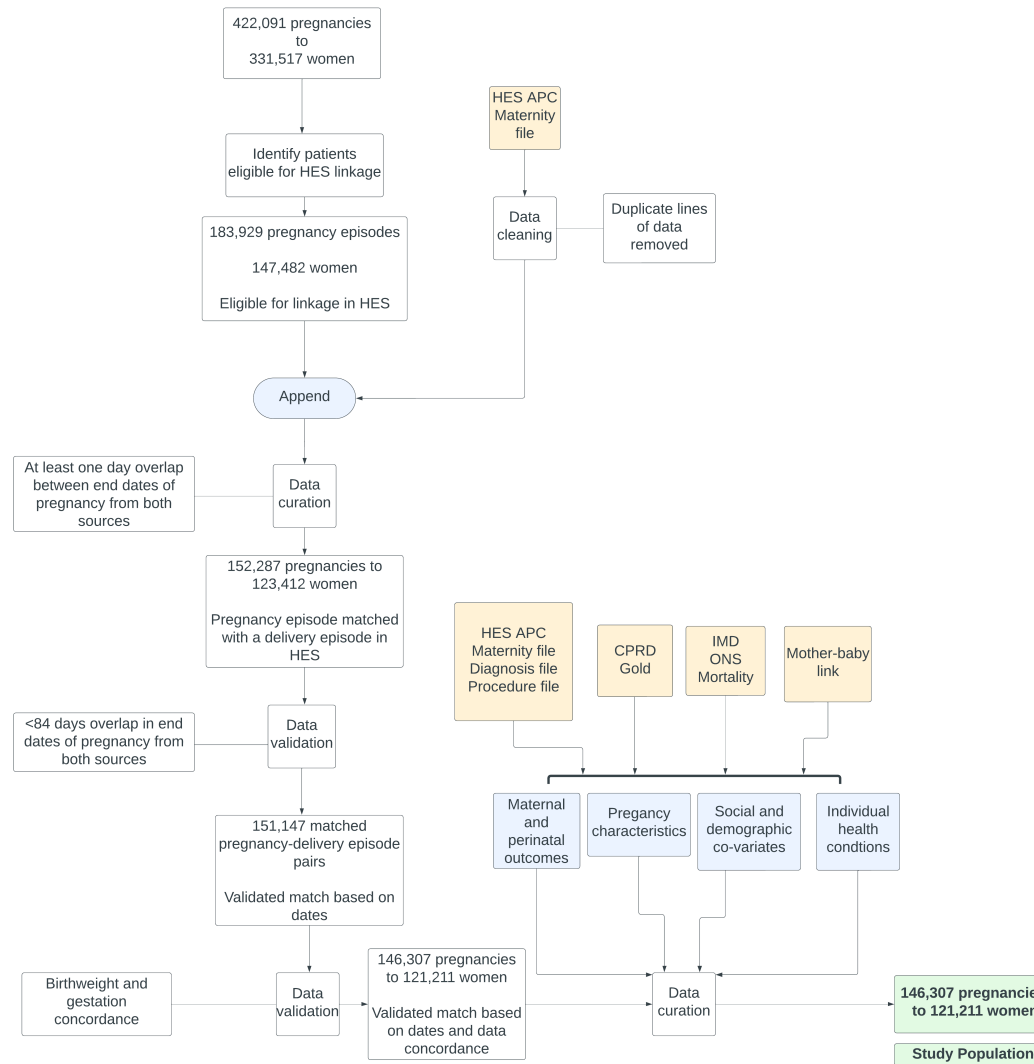 422,091 pregnancies
to
331,517 women
HES APC
Maternity
file
Identify patients
eligible for HES linkage
Data
cleaning
Duplicate lines
of data
removed
183,929 pregnancy episodes
147,482 women
Eligible for linkage in HES
Append
At least one day overlap
between end dates of
pregnancy from both
sources
Data
curation
152,287 pregnancies to
123,412 women
Pregnancy episode matched
with a delivery episode in
HES
HES APC
Maternity file
Diagnosis file
Procedure file
CPRD
Gold
IMD
ONS
Mortality
Mother-baby
link
<84 days overlap in end
dates of pregnancy from
both sources
Data
validation
Maternal
and
perinatal
outcomes
Pregancy
characteristics
Social and
demographic
co-variates
Individual
health
condtions
151,147 matched
pregnancy-delivery episode
pairs
Validated match based on
dates
Birthweight and
gestation
concordance
Data
validation
146,307 pregnancies
to 121,211 women
Validated match based
on dates and data
concordance
Data
curation
146,307 pregnancie
to 121,211 women
Study Population